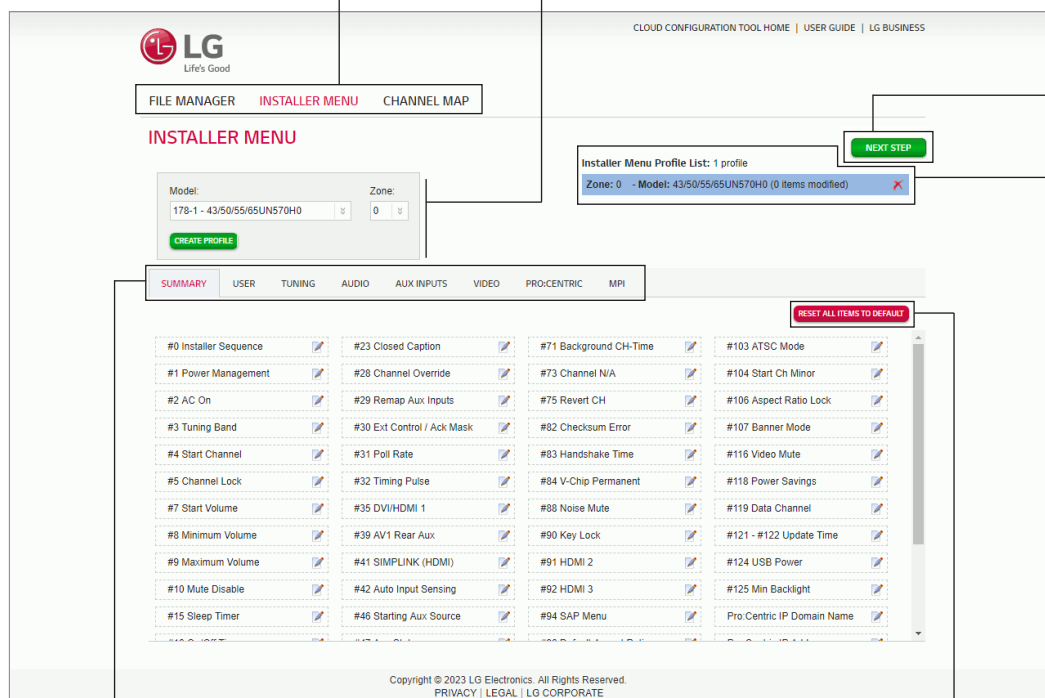 CLOUD CONFIGURATION TOOL HOME | USER GUIDE | LG BUSINESS
LG
Life's Good
FILE MANAGER INSTALLER MENU CHANNEL MAP
INSTALLER MENU
NEXT STEP
Installer Menu Profile List: 1 profile
Zone: 0 - Model: 43/50/55/65UN570H0 (0 items modified)
Model: Zone:
178-1 - 43/50/55/65UN570H0 0
CREATE PROFILE
SUMMARY USER TUNING AUDIO AUX INPUTS VIDEO PRO:CENTRIC MPI
RESET ALL ITEMS TO DEFAULT
#0 Installer Sequence #23 Closed Caption #71 Background CH-Time #103 ATSC Mode
#1 Power Management #28 Channel Override #73 Channel N/A #104 Start Ch Minor
#2 AC On #29 Remap Aux Inputs #75 Revert CH #106 Aspect Ratio Lock
#3 Tuning Band #30 Ext Control / Ack Mask #82 Checksum Error #107 Banner Mode
#4 Start Channel #31 Poll Rate #83 Handshake Time #116 Video Mute
#5 Channel Lock #32 Timing Pulse #84 V-Chip Permanent #118 Power Savings
#7 Start Volume #35 DVI/HDMI 1 #88 Noise Mute #119 Data Channel
#8 Minimum Volume #39 AV1 Rear Aux #90 Key Lock #121 - #122 Update Time
#9 Maximum Volume #41 SIMPLINK (HDMI) #91 HDMI 2 #124 USB Power
#10 Mute Disable #42 Auto Input Sensing #92 HDMI 3 #125 Min Backlight
#15 Sleep Timer #46 Starting Aux Source #94 SAP Menu Pro:Centric IP Domain Name
Copyright © 2023 LG Electronics. All Rights Reserved.
PRIVACY | LEGAL | LG CORPORATE